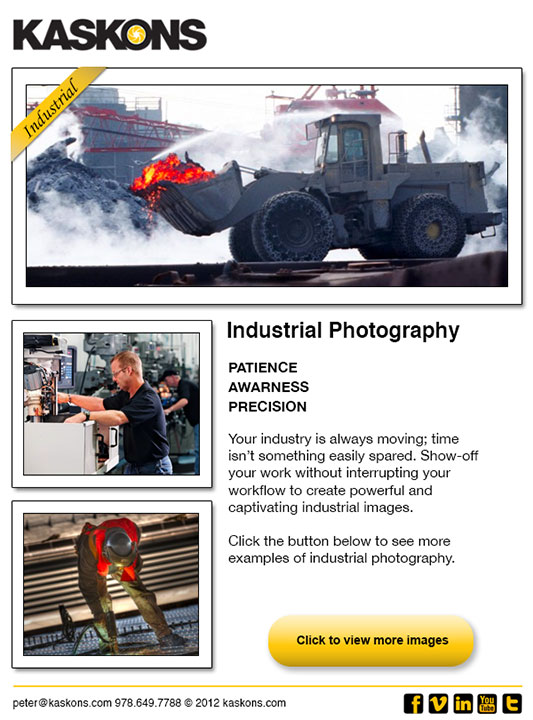 KASKONS
Industrial
Industrial Photography
PATIENCE
AWARNESS
PRECISION
Your industry is always moving; time
isn't something easily spared. Show-off
your work without interrupting your
workflow to create powerful and
captivating industrial images.
Click the button below to see more
examples of industrial photography.
Click to view more images
peter@kaskons.com 978.649.7788 © 2012 kaskons.com
f v in You Tube t